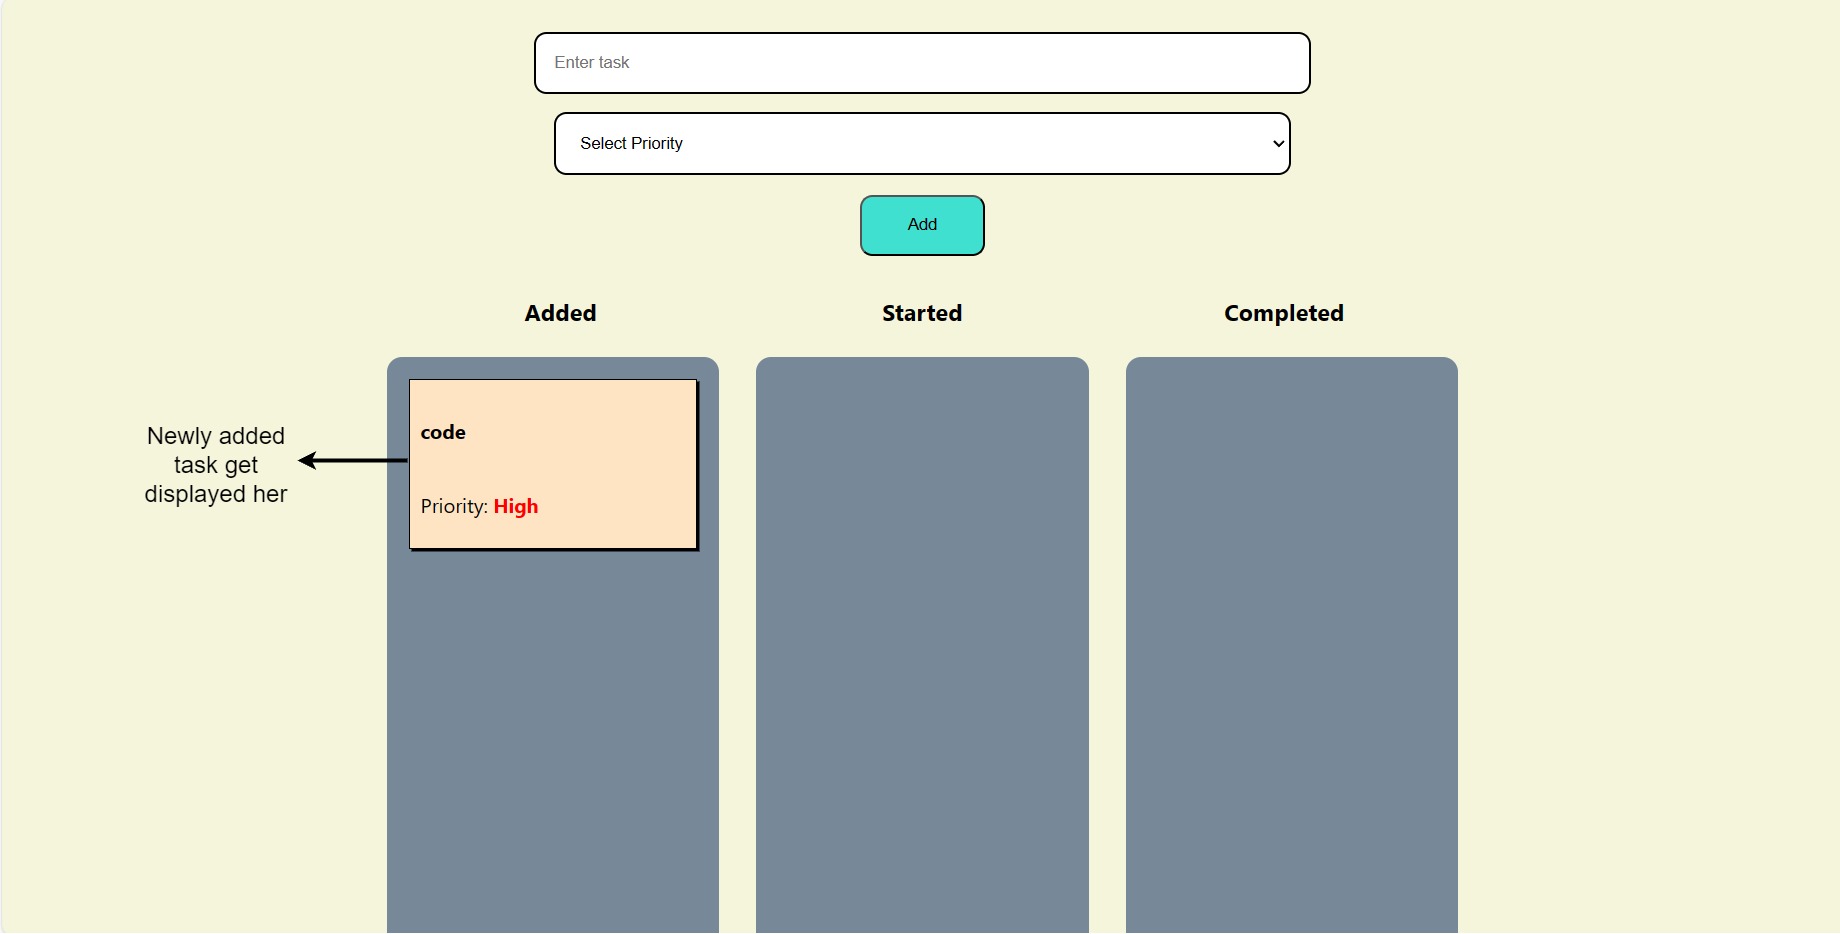 Enter task
Select Priority
Add
Added
Started
Completed
Newly added
task get
displayed her
code
Priority: High